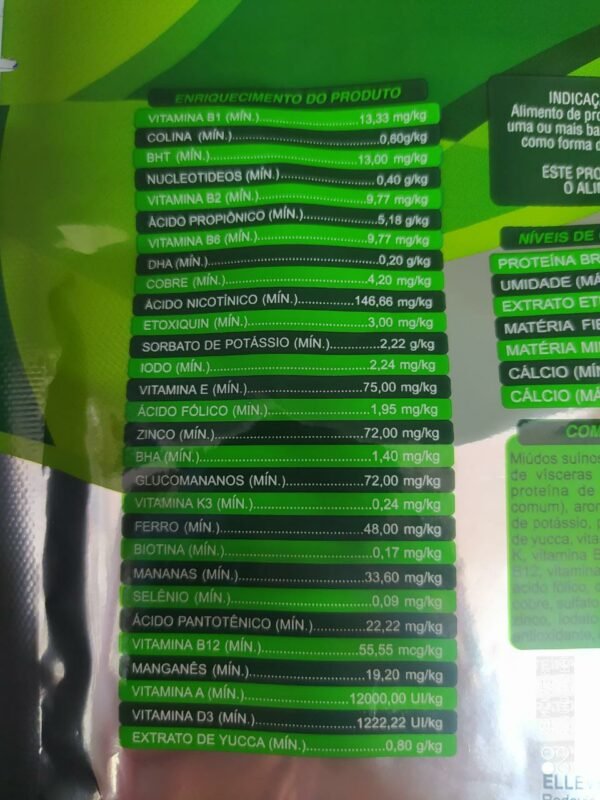 ENRIQUECIMENTO DO PRODUTO
VITAMINA B1 (MÍN.)..............................13,33 mg/kg
COLINA (MÍN.)..............................0,60g/kg
BHT (MÍN.)..............................13,00 mg/kg
NUCLEOTIDEOS (MÍN.)..............................0,40 g/kg
VITAMINA B2 (MÍN.)..............................9,77 mg/kg
ÁCIDO PROPIÔNICO (MÍN.)..............................5,18 g/kg
VITAMINA B6 (MÍN.)..............................9,77 mg/kg
DHA (MÍN.)..............................0,20 g/kg
COBRE (MÍN.)..............................4,20 mg/kg
ÁCIDO NICOTÍNICO (MÍN.)..............................146,66 mg/kg
ETOXIQUIN (MÍN.)..............................3,00 mg/kg
SORBATO DE POTÁSSIO (MÍN.)..............................2,22 g/kg
IODO (MÍN.)..............................2,24 mg/kg
VITAMINA E (MÍN.)..............................75,00 mg/kg
ÁCIDO FÓLICO (MÍN.)..............................1,95 mg/kg
ZINCO (MÍN.)..............................72,00 mg/kg
BHA (MÍN.)..............................1,40 mg/kg
GLUCOMANANOS (MÍN.)..............................72,00 mg/kg
VITAMINA K3 (MÍN.)..............................0,24 mg/kg
FERRO (MÍN.)..............................48,00 mg/kg
BIOTINA (MÍN.)..............................0,17 mg/kg
MANANAS (MÍN.)..............................33,60 mg/kg
SELÊNIO (MÍN.)..............................0,09 mg/kg
ÁCIDO PANTOTÊNICO (MÍN.)..............................22,22 mg/kg
VITAMINA B12 (MÍN.)..............................55,55 mcg/kg
MANGANÊS (MÍN.)..............................19,20 mg/kg
VITAMINA A (MÍN.)..............................12000,00 UI/kg
VITAMINA D3 (MÍN.)..............................1222,22 UI/kg
EXTRATO DE YUCCA (MÍN.)..............................0,80 g/kg
INDICAÇ
Alimento de pro
uma ou mais ba
como forma d
ESTE PRO
O ALI
NÍVEIS DE
PROTEÍNA BR
UMIDADE (MÁ
EXTRATO ETÉ
MATÉRIA FIB
MATÉRIA MIN
CÁLCIO (MÍN
CÁLCIO (MÁ
COM
Miúdos suínos
de vísceras
proteína de
comum), aron
de potássio, p
de yucca, vita
K, vitamina B
B12, vitamina
ácido fólico,
cobre, sulfato
zinco, iodato
antioxidante,
ELLE